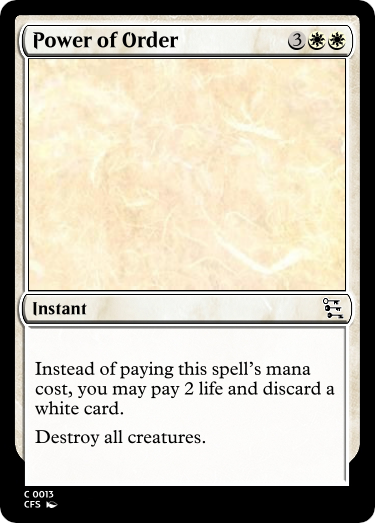 Power of Order 3
Instant
Instead of paying this spell's mana
cost, you may pay 2 life and discard a
white card.
Destroy all creatures.
C 0013
CFS